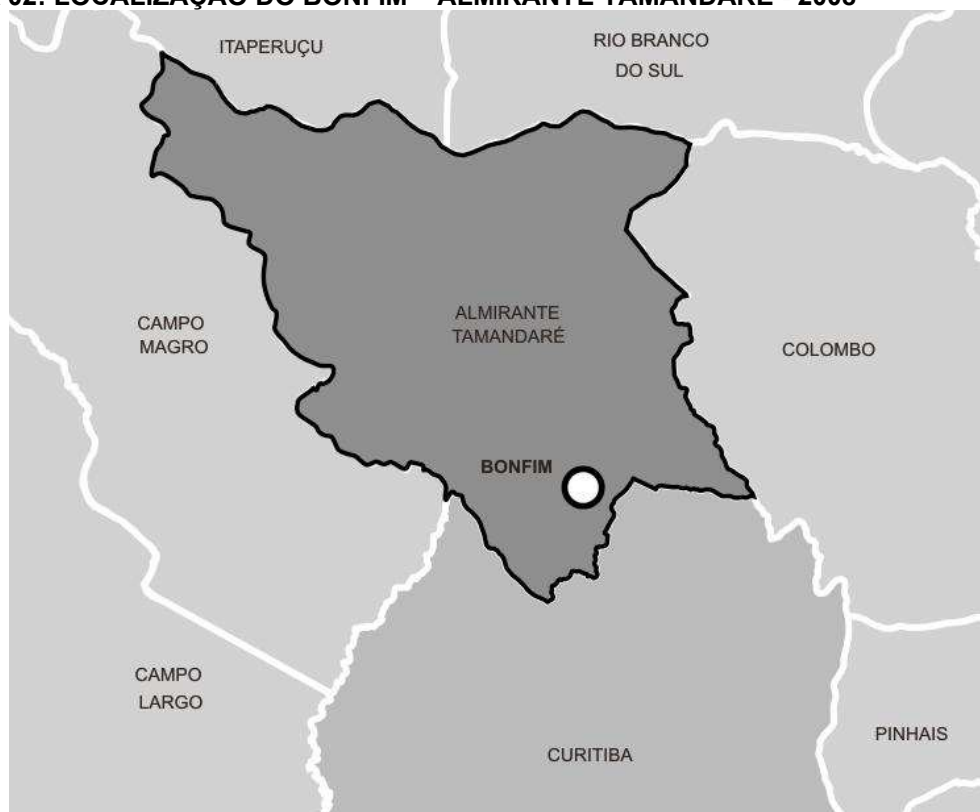 02: LOCALIZAÇÃO DO BONFIM – ALMIRANTE TAMANDARÉ - 2008
ITAPERUÇU
RIO BRANCO
DO SUL
CAMPO
MAGRO
ALMIRANTE
TAMANDARÉ
COLOMBO
BONFIM
CAMPO
LARGO
CURITIBA
PINHAIS